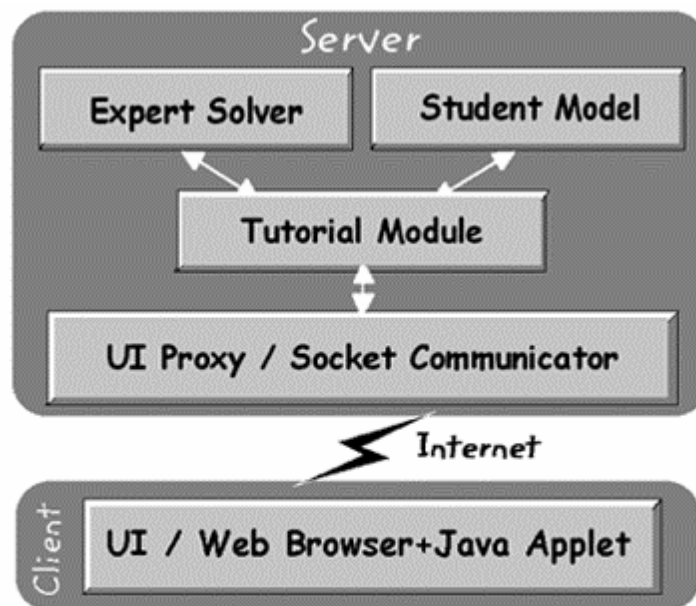 Server
Expert Solver
Student Model
Tutorial Module
UI Proxy / Socket Communicator
Internet
Client
UI / Web Browser+Java Applet